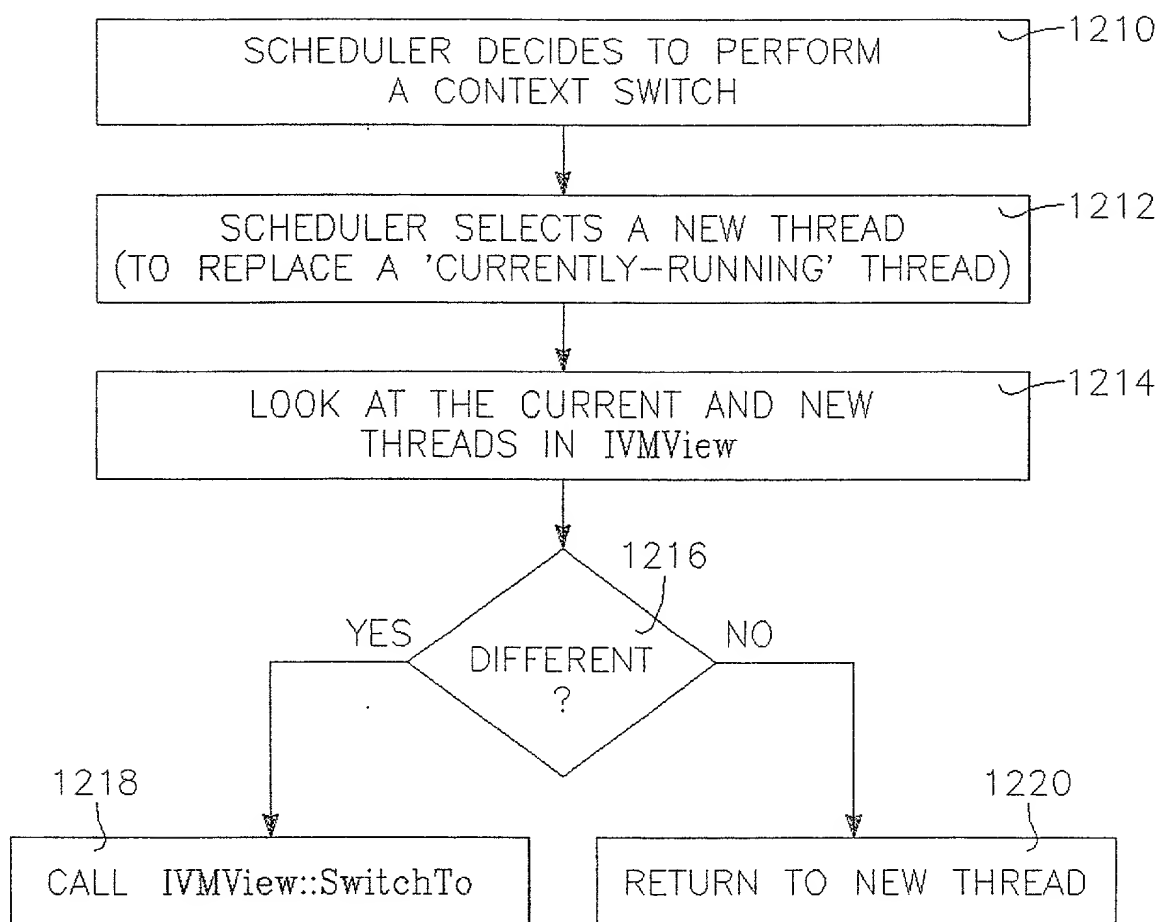 1210
SCHEDULER DECIDES TO PERFORM
A CONTEXT SWITCH
1212
SCHEDULER SELECTS A NEW THREAD
(TO REPLACE A 'CURRENTLY-RUNNING' THREAD)
1214
LOOK AT THE CURRENT AND NEW
THREADS IN IVMView
1216
YES
NO
DIFFERENT
?
1218
1220
CALL IVMView::SwitchTo
RETURN TO NEW THREAD